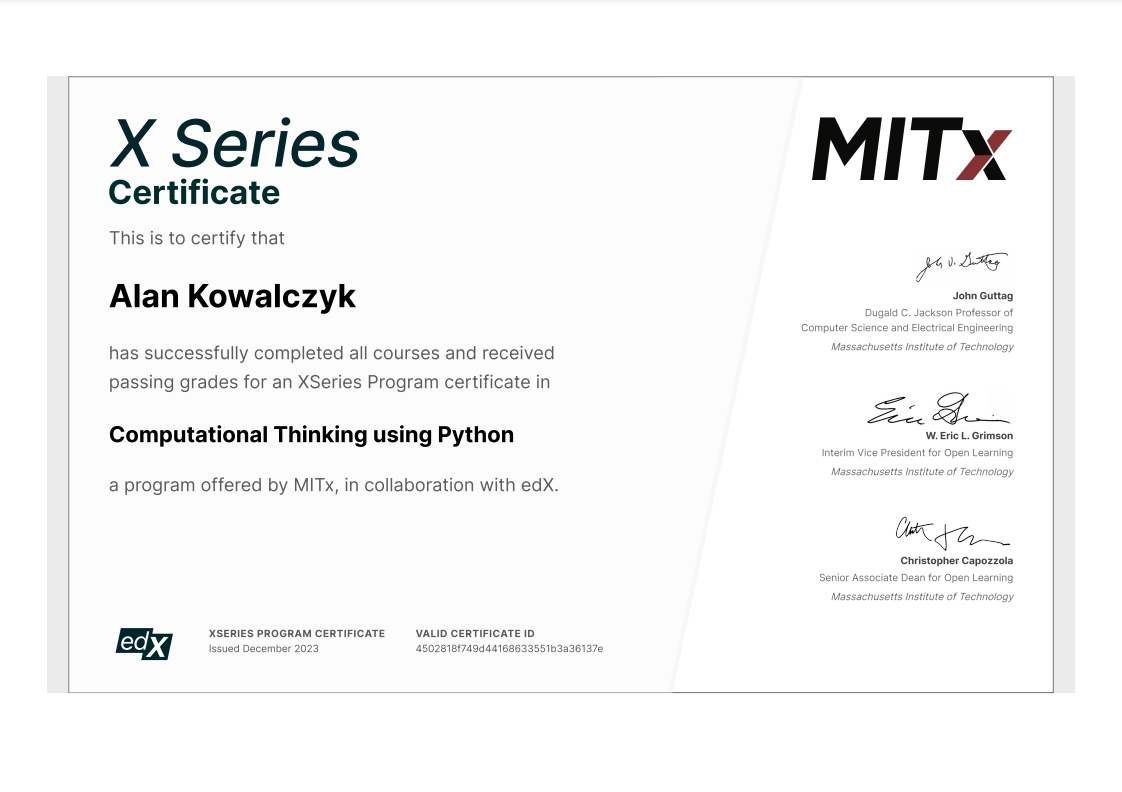 X Series
Certificate
This is to certify that
Alan Kowalczyk
has successfully completed all courses and received
passing grades for an XSeries Program certificate in
Computational Thinking using Python
a program offered by MITx, in collaboration with edX.
edX
XSERIES PROGRAM CERTIFICATE
Issued December 2023
VALID CERTIFICATE ID
4502818f749d44168633551b3a36137e
MITx
John V. Guttag
John Guttag
Dugald C. Jackson Professor of
Computer Science and Electrical Engineering
Massachusetts Institute of Technology
W. Eric L. Grimson
Interim Vice President for Open Learning
Massachusetts Institute of Technology
Christopher Capozzola
Senior Associate Dean for Open Learning
Massachusetts Institute of Technology